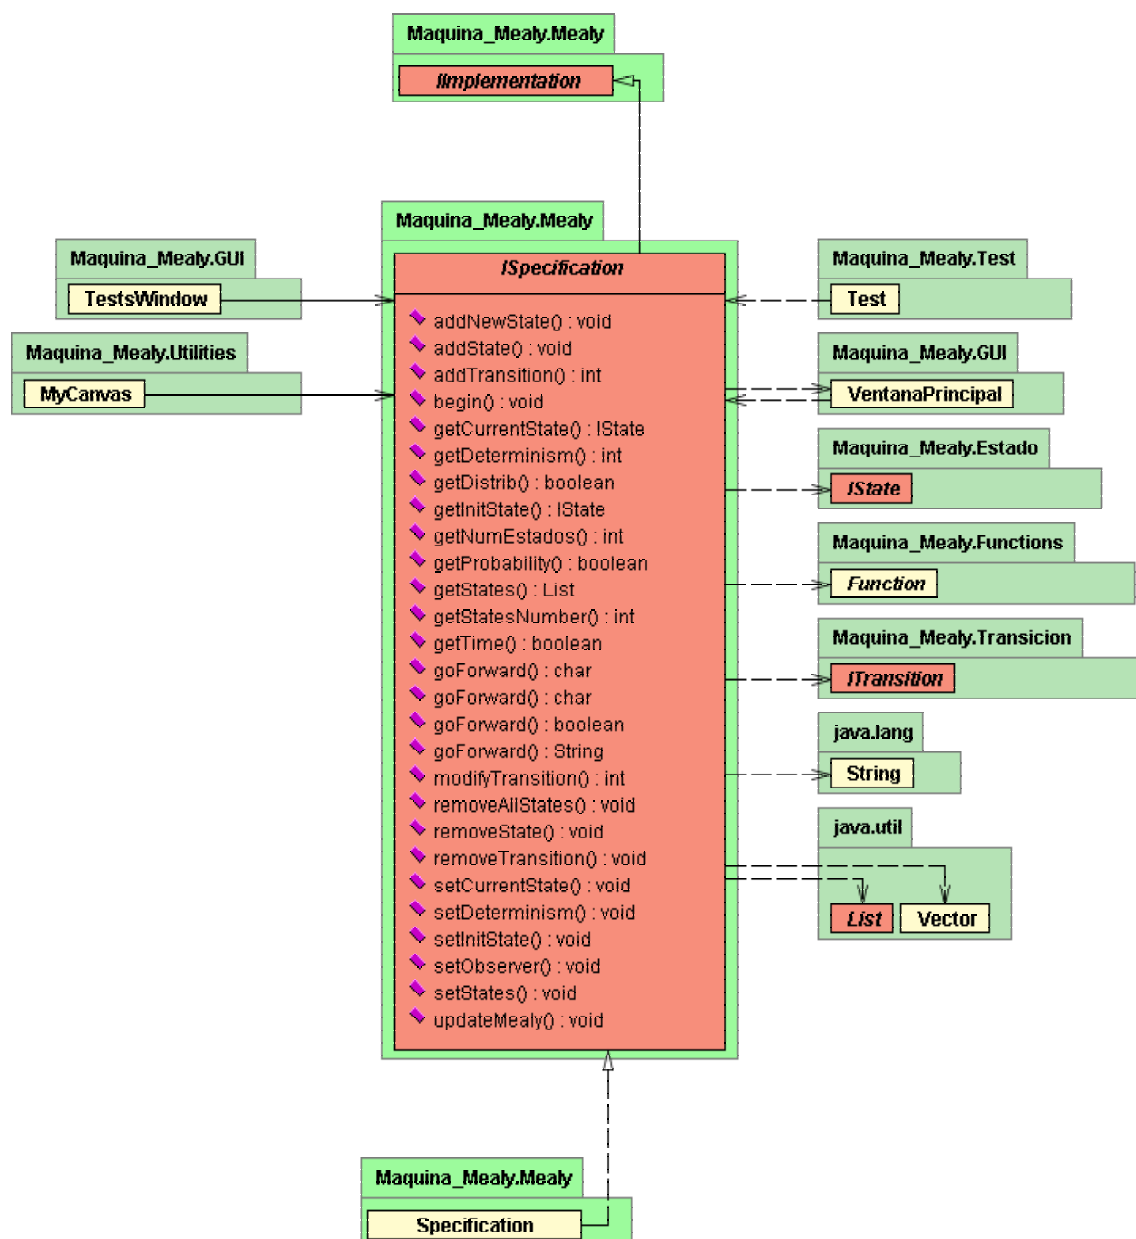 Maquina_Mealy.Mealy
IImplementation
Maquina_Mealy.Mealy
ISpecification
addNewState() : void
addState() : void
addTransition() : int
begin() : void
getCurrentState() : IState
getDeterminism() : int
getDistrib() : boolean
getInitState() : IState
getNumEstados() : int
getProbability() : boolean
getStates() : List
getStatesNumber() : int
getTime() : boolean
goForward() : char
goForward() : char
goForward() : boolean
goForward() : String
modifyTransition() : int
removeAllStates() : void
removeState() : void
removeTransition() : void
setCurrentState() : void
setDeterminism() : void
setInitState() : void
setObserver() : void
setStates() : void
updateMealy() : void
Maquina_Mealy.GUI
TestsWindow
Maquina_Mealy.Utilities
MyCanvas
Maquina_Mealy.Test
Test
Maquina_Mealy.GUI
VentanaPrincipal
Maquina_Mealy.Estado
IState
Maquina_Mealy.Functions
Function
Maquina_Mealy.Transicion
ITransition
java.lang
String
java.util
List Vector
Maquina_Mealy.Mealy
Specification